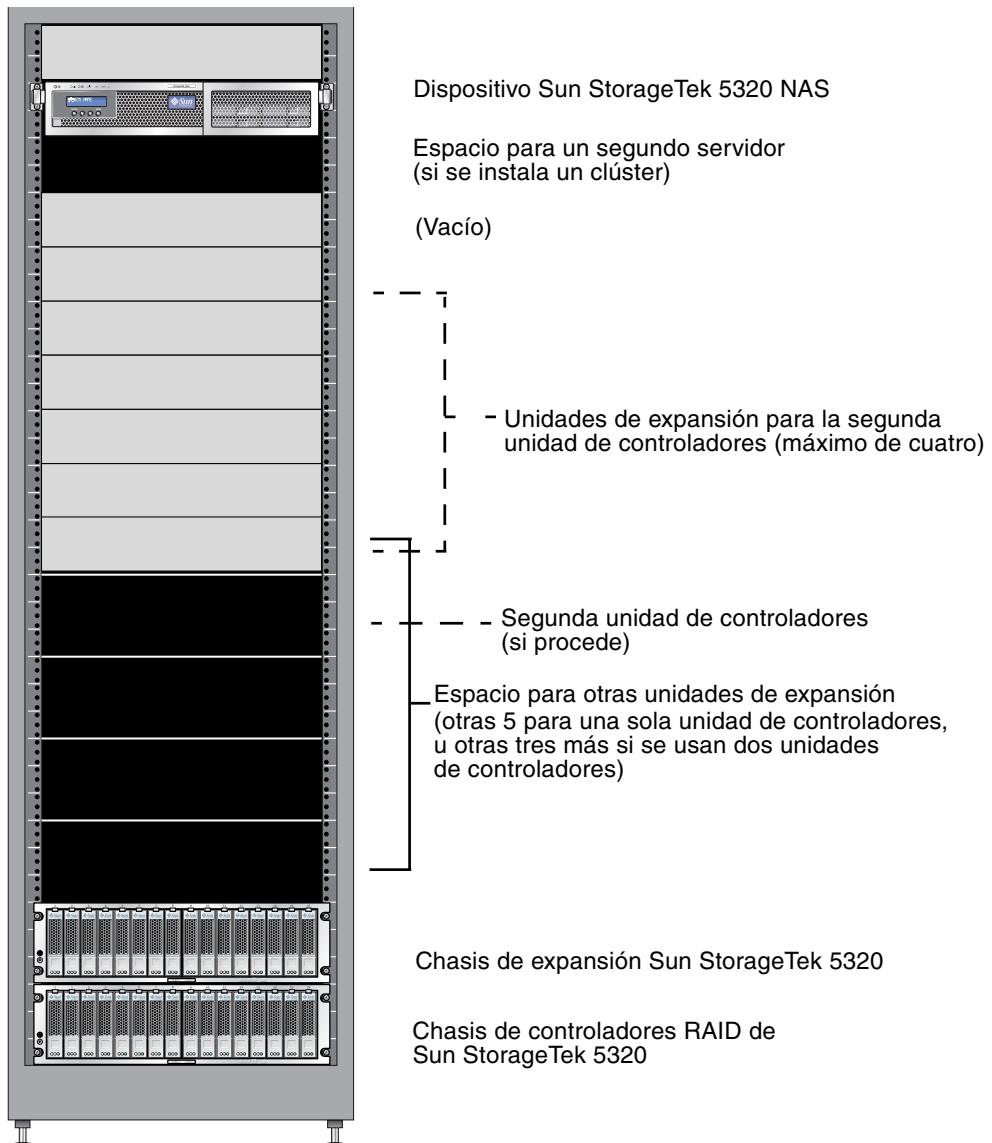 Dispositivo Sun StorageTek 5320 NAS
Espacio para un segundo servidor
(si se instala un clúster)
(Vacío)
Unidades de expansión para la segunda
unidad de controladores (máximo de cuatro)
Segunda unidad de controladores
(si procede)
Espacio para otras unidades de expansión
(otras 5 para una sola unidad de controladores,
u otras tres más si se usan dos unidades
de controladores)
Chasis de expansión Sun StorageTek 5320
Chasis de controladores RAID de
Sun StorageTek 5320
Sun